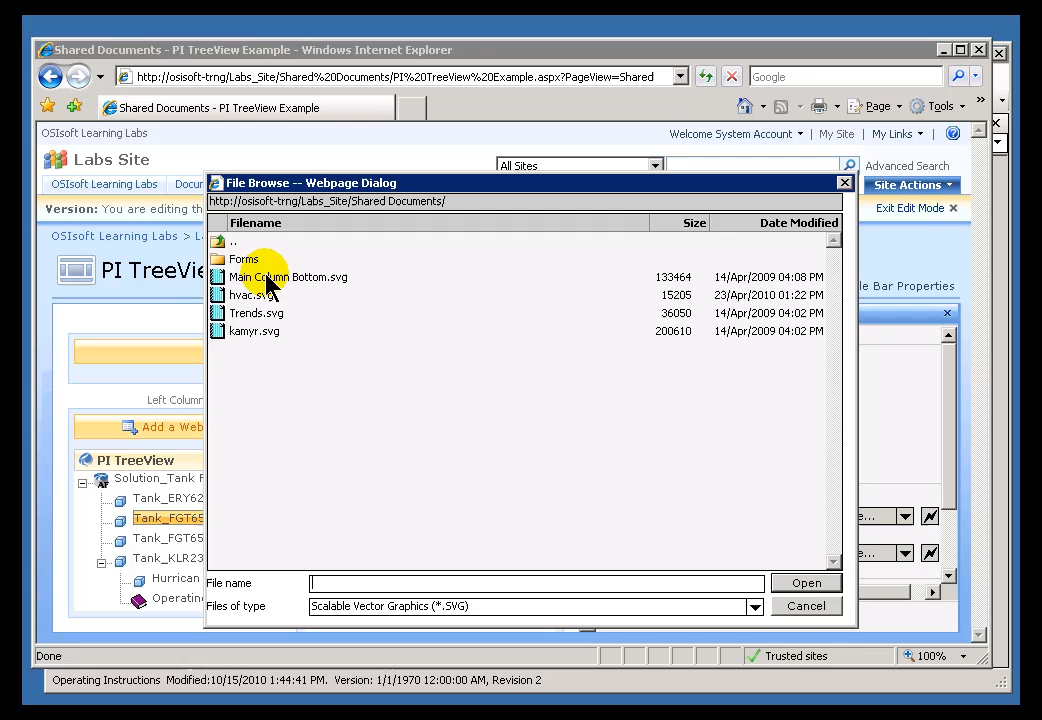 Shared Documents - PI TreeView Example - Windows Internet Explorer
http://osisoft-trng/Labs_Site/Shared%20Documents/PI%20TreeView%20Example.aspx?PageView=Shared
Google
Shared Documents - PI TreeView Example
Page
Tools
»
OSIsoft Learning Labs
Welcome System Account
My Site
My Links
Labs Site
All Sites
Advanced Search
OSIsoft Learning Labs
Docum
Site Actions
Version: You are editing th
Exit Edit Mode
OSIsoft Learning Labs > L
PI TreeVie
le Bar Properties
File Browse -- Webpage Dialog
http://osisoft-trng/Labs_Site/Shared Documents/
Filename Size Date Modified
..
Forms
Main Column Bottom.svg 133464 14/Apr/2009 04:08 PM
hvac.svg 15205 23/Apr/2010 01:22 PM
Trends.svg 36050 14/Apr/2009 04:02 PM
kamyr.svg 200610 14/Apr/2009 04:02 PM
File name
Open
Files of type
Scalable Vector Graphics (*.SVG)
Cancel
Left Column
Add a Web
PI TreeView
AF
Solution_Tank F
Tank_ERY62
Tank_FGT65
Tank_FGT65
Tank_KLR23
Hurrican
Operatin
e...
e...
Done
Trusted sites
100%
Operating Instructions Modified:10/15/2010 1:44:41 PM. Version: 1/1/1970 12:00:00 AM, Revision 2